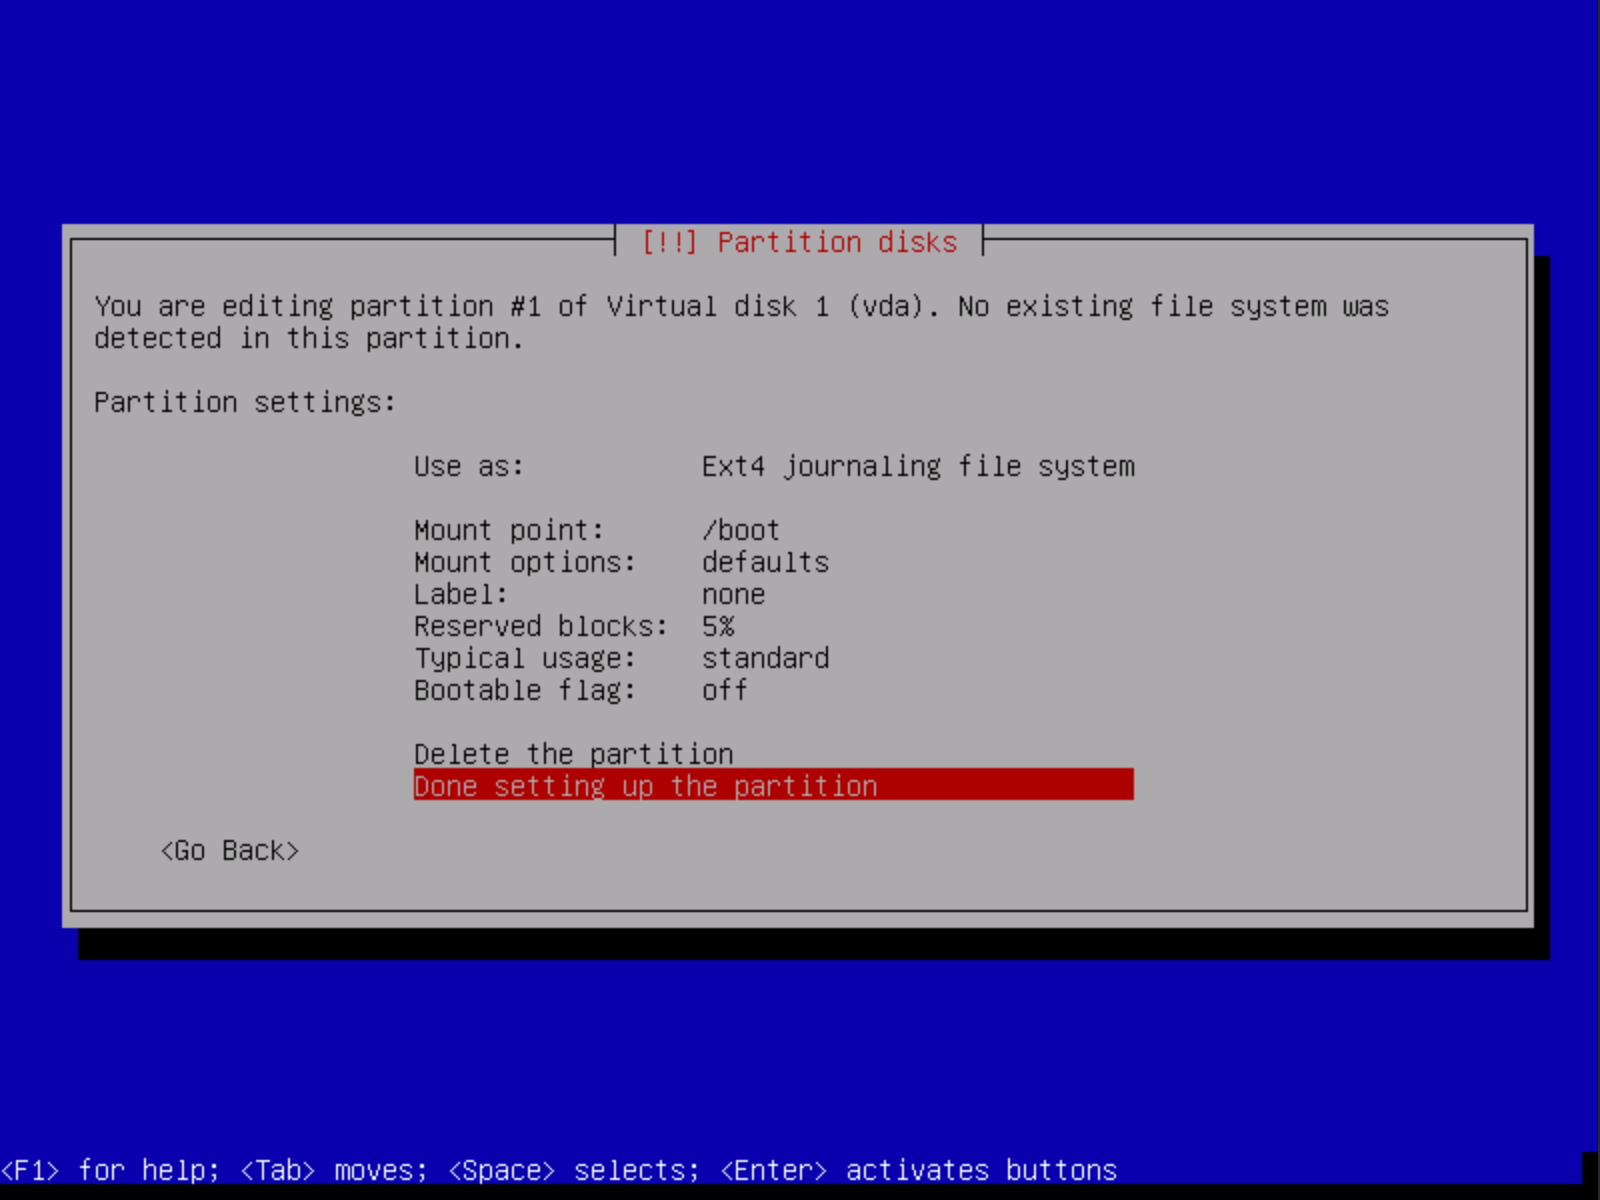 [!!] Partition disks
You are editing partition #1 of Virtual disk 1 (vda). No existing file system was
detected in this partition.
Partition settings:
Use as: Ext4 journaling file system
Mount point: /boot
Mount options: defaults
Label: none
Reserved blocks: 5%
Typical usage: standard
Bootable flag: off
Delete the partition
Done setting up the partition
<Go Back>
<F1> for help; <Tab> moves; <Space> selects; <Enter> activates buttons